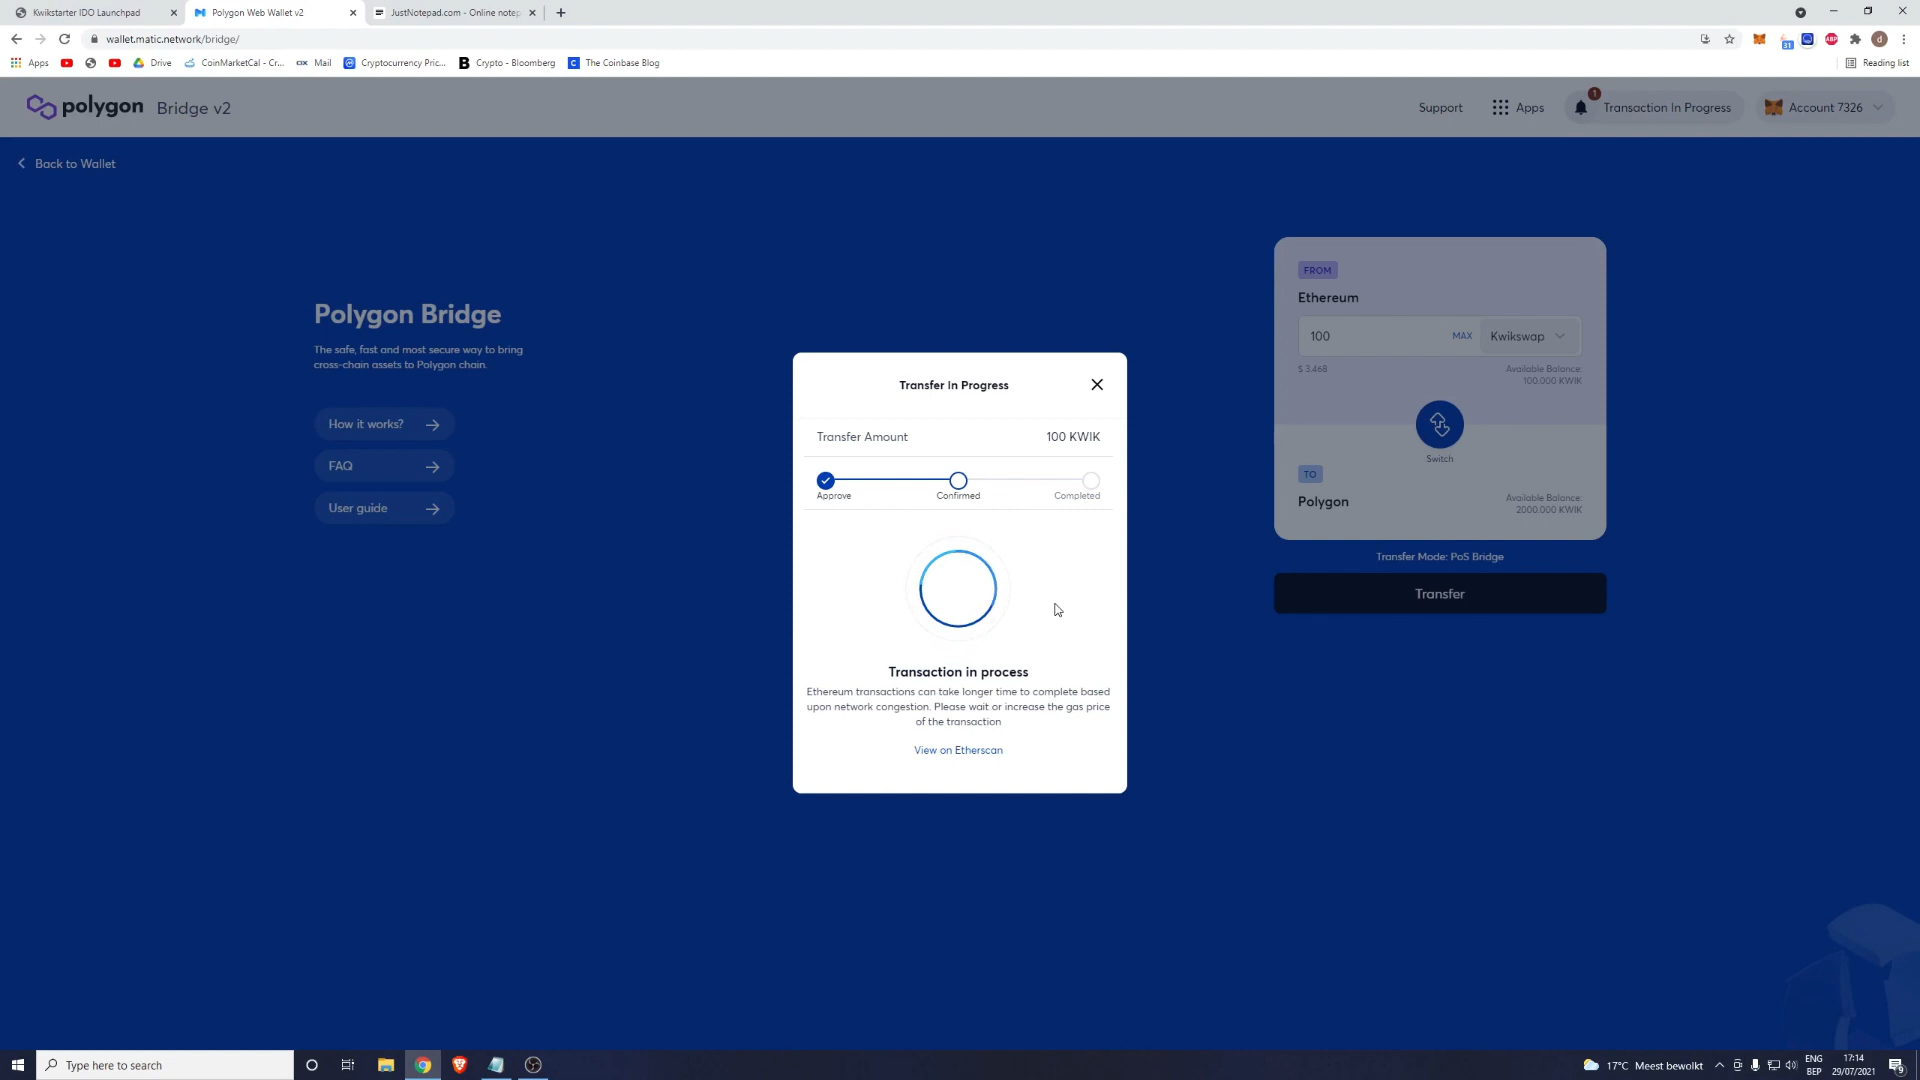 Kwikstarter IDO Launchpad
Polygon Web Wallet v2
JustNotepad.com - Online notep
wallet.matic.network/bridge/
31
ABP
d
Apps
Drive
CoinMarketCal - Cr...
Mail
Cryptocurrency Pric...
Crypto - Bloomberg
The Coinbase Blog
Reading list
polygon
Bridge v2
Support
Apps
1
Transaction In Progress
Account 7326
Back to Wallet
Polygon Bridge
The safe, fast and most secure way to bring
cross-chain assets to Polygon chain.
How it works?
FAQ
User guide
Transfer In Progress
Transfer Amount
100 KWIK
Approve
Confirmed
Completed
Transaction in process
Ethereum transactions can take longer time to complete based
upon network congestion. Please wait or increase the gas price
of the transaction
View on Etherscan
FROM
Ethereum
100
MAX
Kwikswap
$ 3.468
Available Balance:
100.000 KWIK
Switch
TO
Polygon
Available Balance:
2000.000 KWIK
Transfer Mode: PoS Bridge
Transfer
Type here to search
17°C Meest bewolkt
ENG
BEP
17:14
29/07/2021